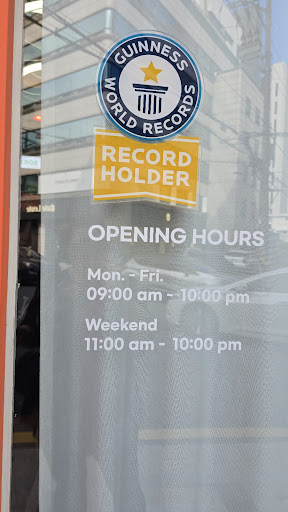 GUINNESS
WORLD RECORDS
RECORD
HOLDER
OPENING HOURS
Mon. - Fri.
09:00 am - 10:00 pm
Weekend
11:00 am - 10:00 pm